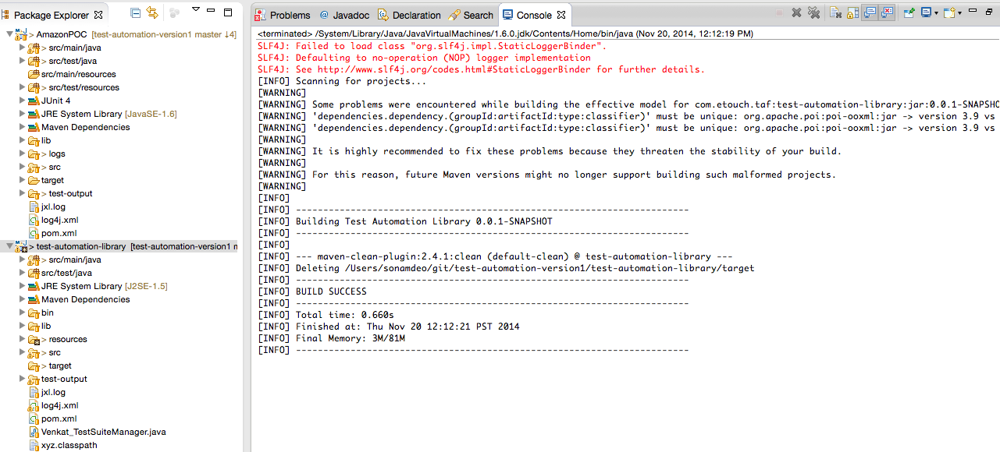 Package Explorer
> AmazonPOC [test-automation-version1 master ↓4]
> src/main/java
> src/test/java
src/main/resources
> src/test/resources
JUnit 4
JRE System Library [JavaSE-1.6]
Maven Dependencies
lib
> logs
> src
target
> test-output
jxl.log
log4j.xml
pom.xml
> test-automation-library [test-automation-version1 m
> src/main/java
src/test/java
JRE System Library [J2SE-1.5]
Maven Dependencies
bin
lib
> resources
> src
> target
test-output
jxl.log
log4j.xml
pom.xml
Venkat_TestSuiteManager.java
xyz.classpath
Problems @ Javadoc Declaration Search Console
<terminated> /System/Library/Java/JavaVirtualMachines/1.6.0.jdk/Contents/Home/bin/java (Nov 20, 2014, 12:12:19 PM)
SLF4J: Failed to load class "org.slf4j.impl.StaticLoggerBinder".
SLF4J: Defaulting to no-operation (NOP) logger implementation
SLF4J: See http://www.slf4j.org/codes.html#StaticLoggerBinder for further details.
[INFO] Scanning for projects...
[WARNING]
[WARNING] Some problems were encountered while building the effective model for com.etouch.taf:test-automation-library:jar:0.0.1-SNAPSHO
[WARNING] 'dependencies.dependency.(groupId:artifactId:type:classifier)' must be unique: org.apache.poi:poi-ooxml:jar -> version 3.9 vs
[WARNING] 'dependencies.dependency.(groupId:artifactId:type:classifier)' must be unique: org.apache.poi:poi-ooxml:jar -> version 3.9 vs
[WARNING]
[WARNING] It is highly recommended to fix these problems because they threaten the stability of your build.
[WARNING]
[WARNING] For this reason, future Maven versions might no longer support building such malformed projects.
[WARNING]
[INFO]
[INFO] ------------------------------------------------------------------------
[INFO] Building Test Automation Library 0.0.1-SNAPSHOT
[INFO] ------------------------------------------------------------------------
[INFO]
[INFO] --- maven-clean-plugin:2.4.1:clean (default-clean) @ test-automation-library ---
[INFO] Deleting /Users/sonamdeo/git/test-automation-version1/test-automation-library/target
[INFO] ------------------------------------------------------------------------
[INFO] BUILD SUCCESS
[INFO] ------------------------------------------------------------------------
[INFO] Total time: 0.660s
[INFO] Finished at: Thu Nov 20 12:12:21 PST 2014
[INFO] Final Memory: 3M/81M
[INFO] ------------------------------------------------------------------------